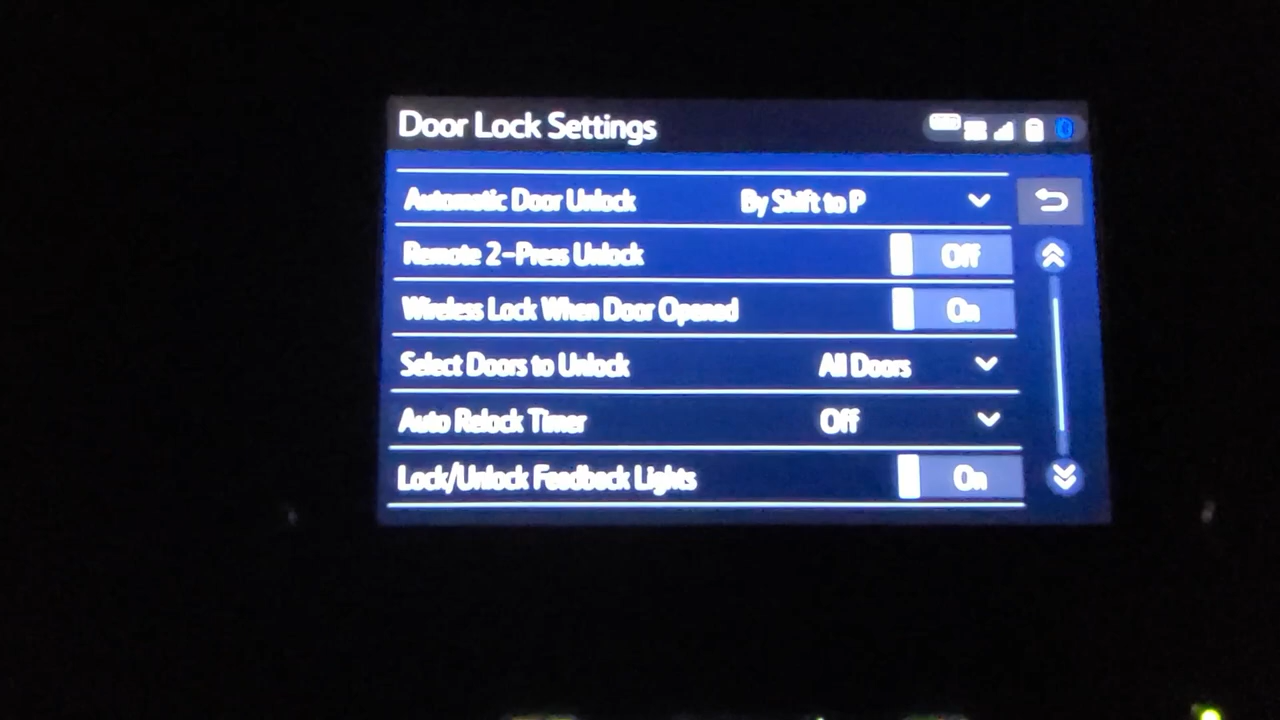 Door Lock Settings
Automatic Door Unlock By Shift to P
Remote 2-Press Unlock Off
Wireless Lock When Door Opened On
Select Doors to Unlock All Doors
Auto Relock Timer Off
Lock/Unlock Feedback Lights On